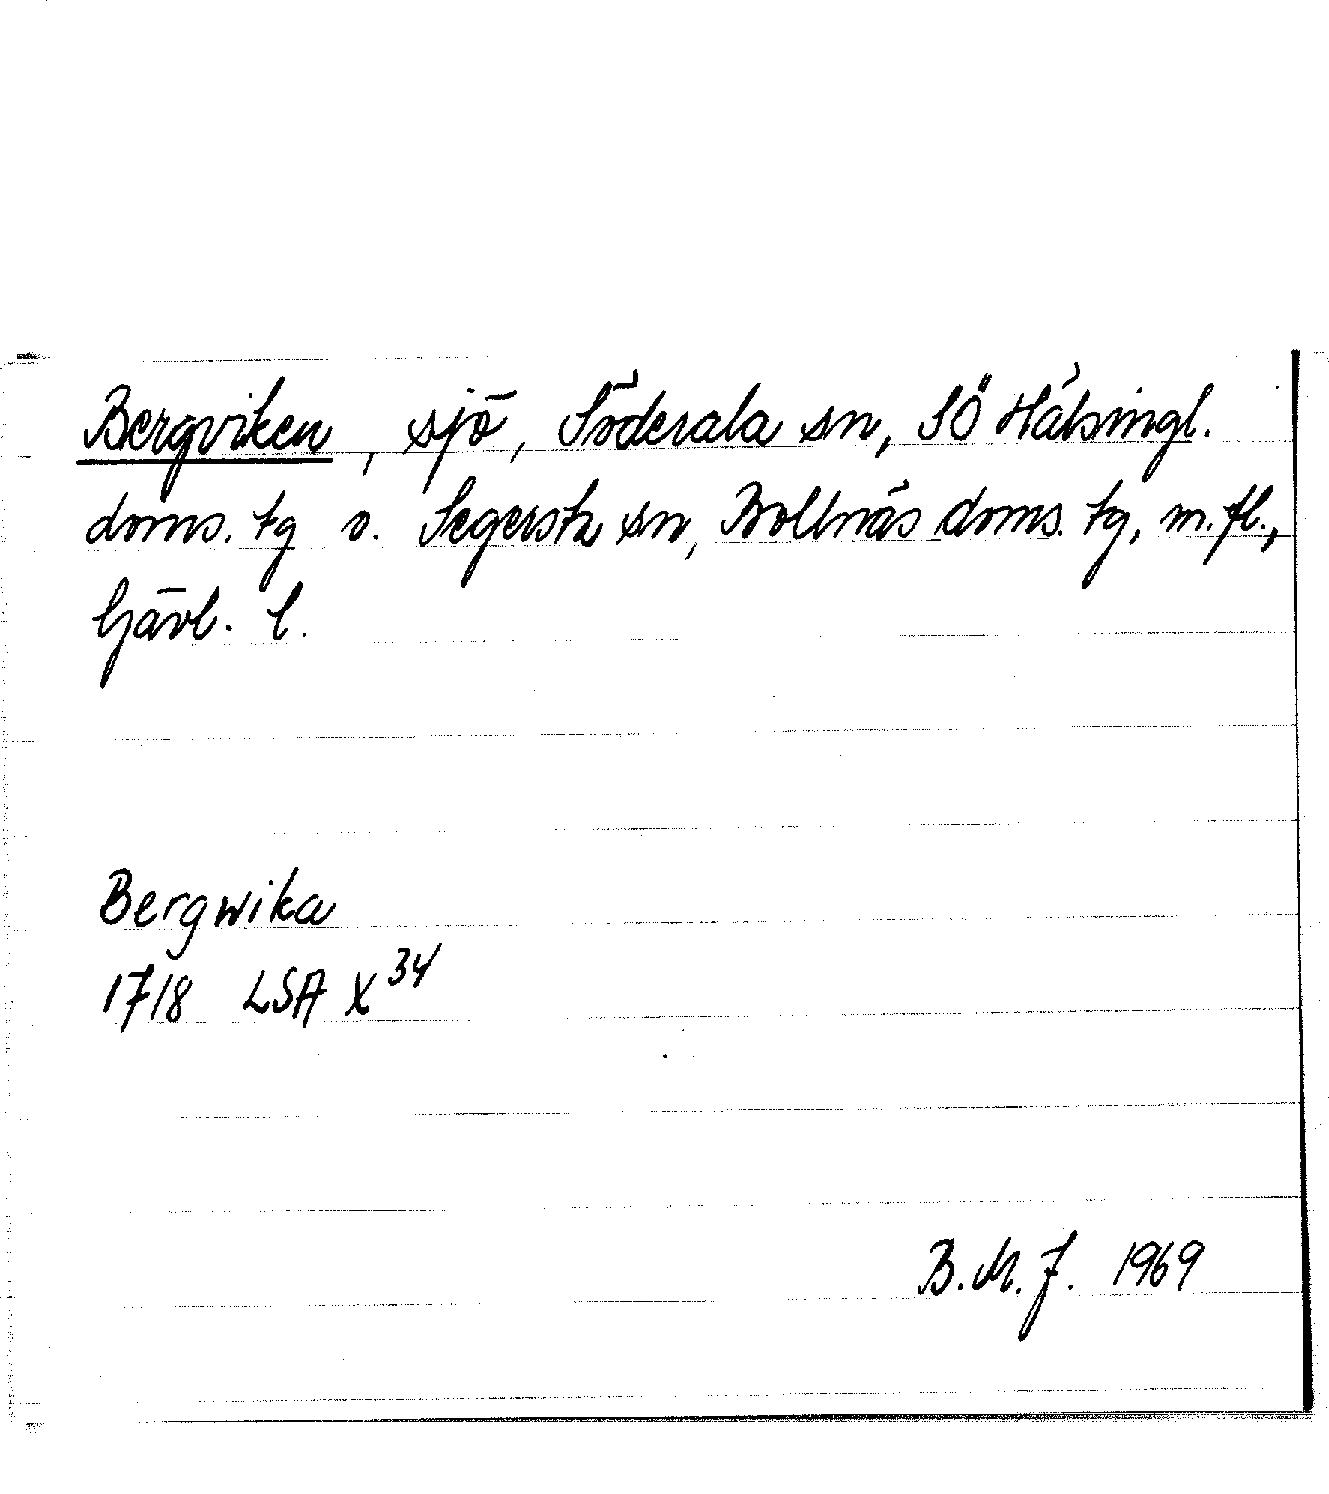 Bergviken, sjö, Söderala sn, SÖ Hälsingl.
doms. tg o. Segersta sn, Bollnäs doms. tg, m.fl.,
Gävl. l.
Bergwika
1718 LSA X 34
B.M.J. 1969